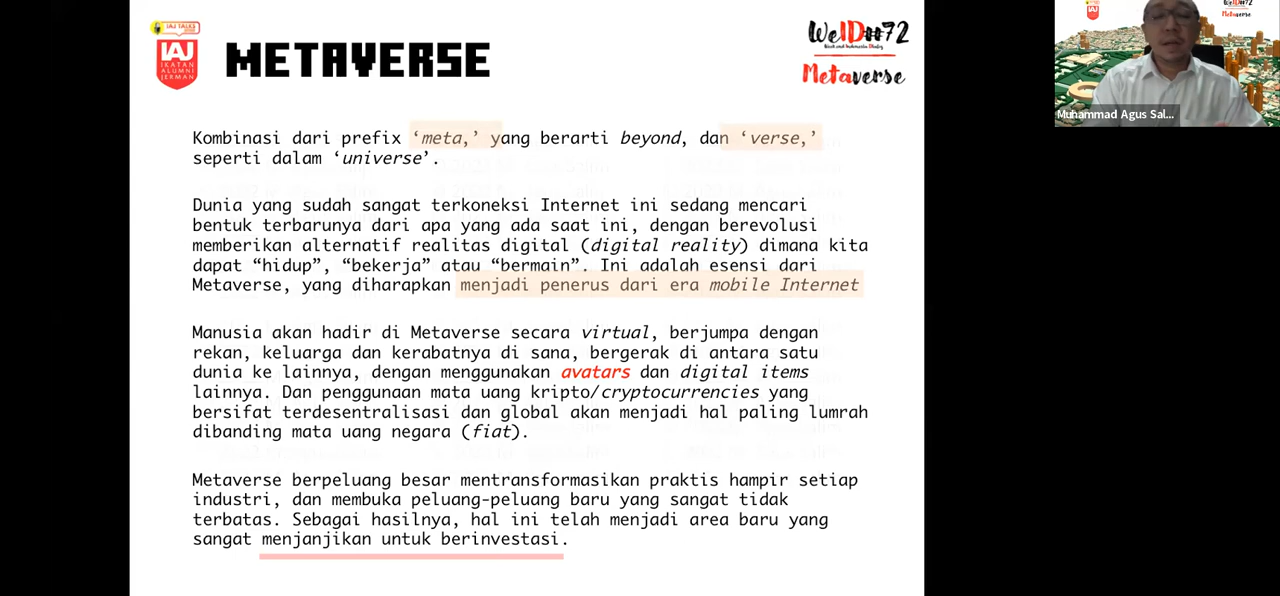 IAJ TALKS
IAJ
IKATAN
ALUMNI
JERMAN
METAVERSE
WeID##72
Metaverse
Kombinasi dari prefix ‘meta,’ yang berarti beyond, dan ‘verse,’
seperti dalam ‘universe’.
Dunia yang sudah sangat terkoneksi Internet ini sedang mencari
bentuk terbarunya dari apa yang ada saat ini, dengan berevolusi
memberikan alternatif realitas digital (digital reality) dimana kita
dapat “hidup”, “bekerja” atau “bermain”. Ini adalah esensi dari
Metaverse, yang diharapkan menjadi penerus dari era mobile Internet
Manusia akan hadir di Metaverse secara virtual, berjumpa dengan
rekan, keluarga dan kerabatnya di sana, bergerak di antara satu
dunia ke lainnya, dengan menggunakan avatars dan digital items
lainnya. Dan penggunaan mata uang kripto/cryptocurrencies yang
bersifat terdesentralisasi dan global akan menjadi hal paling lumrah
dibanding mata uang negara (fiat).
Metaverse berpeluang besar mentransformasikan praktis hampir setiap
industri, dan membuka peluang-peluang baru yang sangat tidak
terbatas. Sebagai hasilnya, hal ini telah menjadi area baru yang
sangat menjanjikan untuk berinvestasi.
Metaverse
Muhammad Agus Sal...